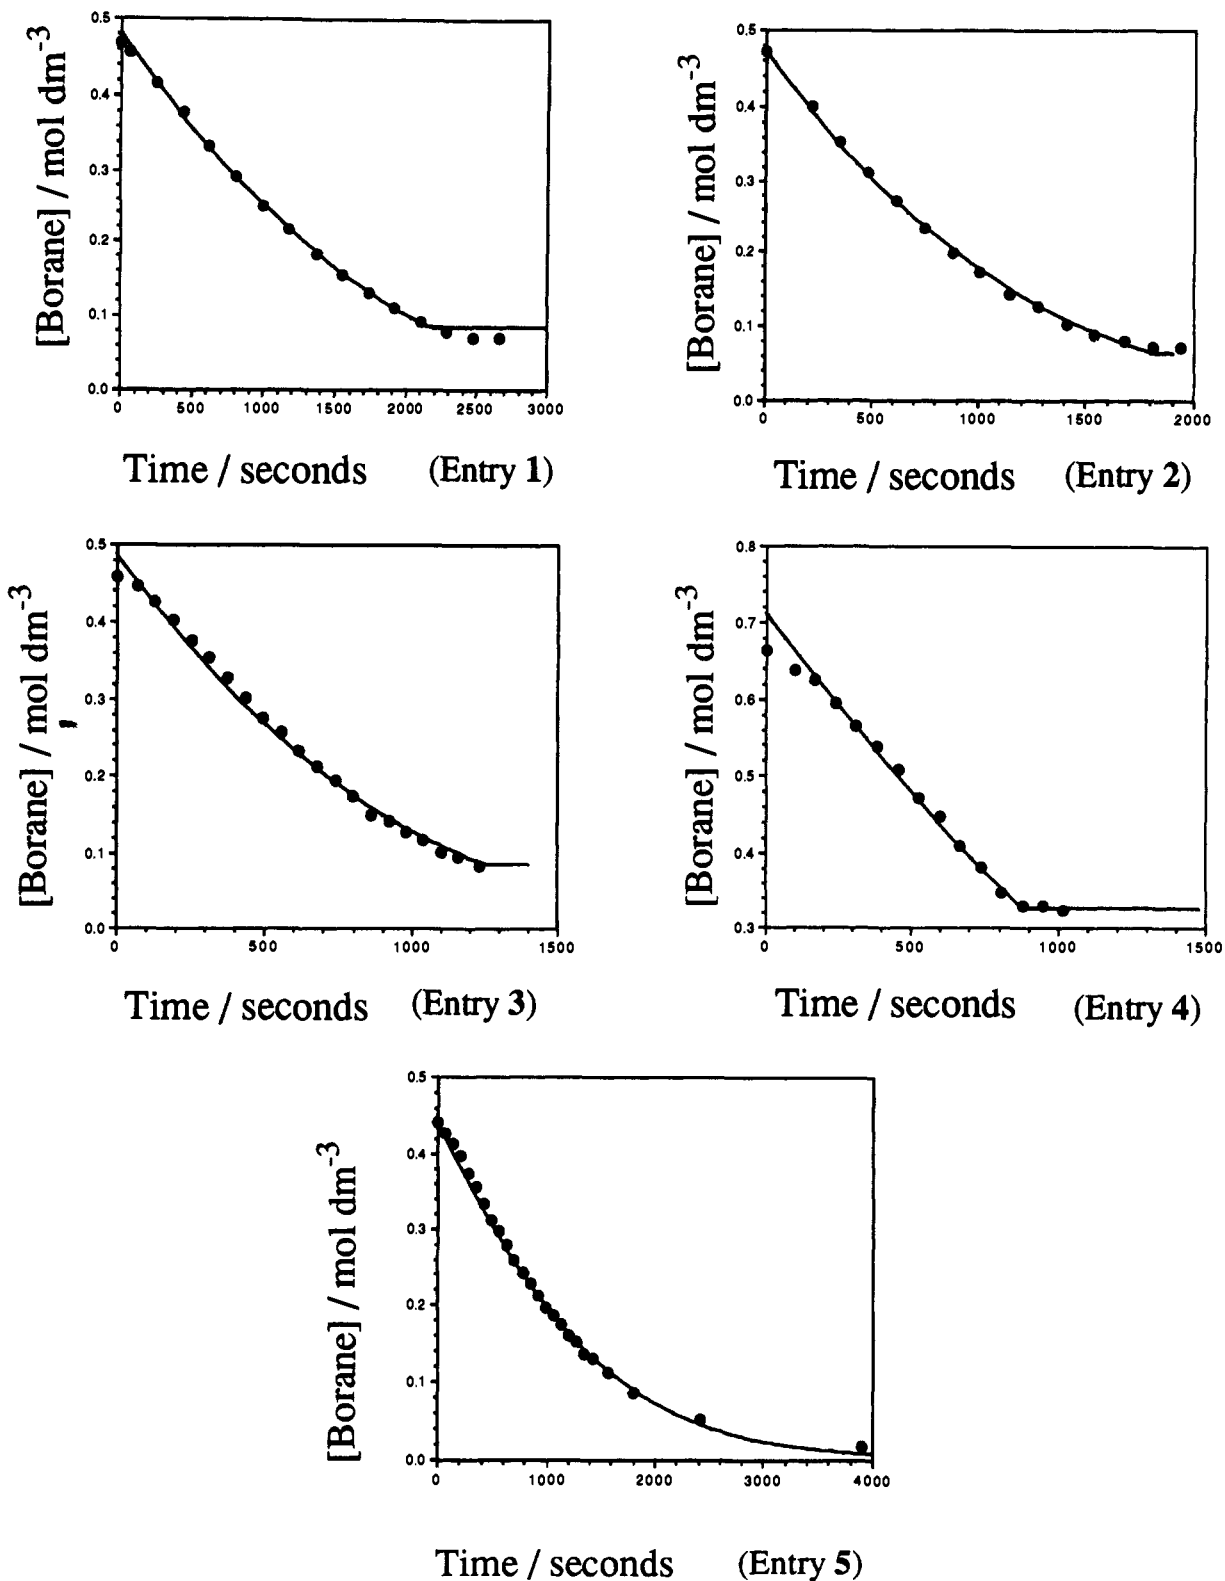 0.5
0.4
0.3
0.2
0.1
0.0
[Borane] / mol dm⁻³
0 500 1000 1500 2000 2500 3000
Time / seconds (Entry 1)
0.5
0.4
0.3
0.2
0.1
0.0
[Borane] / mol dm⁻³
0 500 1000 1500 2000
Time / seconds (Entry 2)
0.5
0.4
0.3
0.2
0.1
0.0
[Borane] / mol dm⁻³
0 500 1000 1500
Time / seconds (Entry 3)
0.8
0.7
0.6
0.5
0.4
0.3
[Borane] / mol dm⁻³
0 500 1000 1500
Time / seconds (Entry 4)
0.5
0.4
0.3
0.2
0.1
0.0
[Borane] / mol dm⁻³
0 1000 2000 3000 4000
Time / seconds (Entry 5)